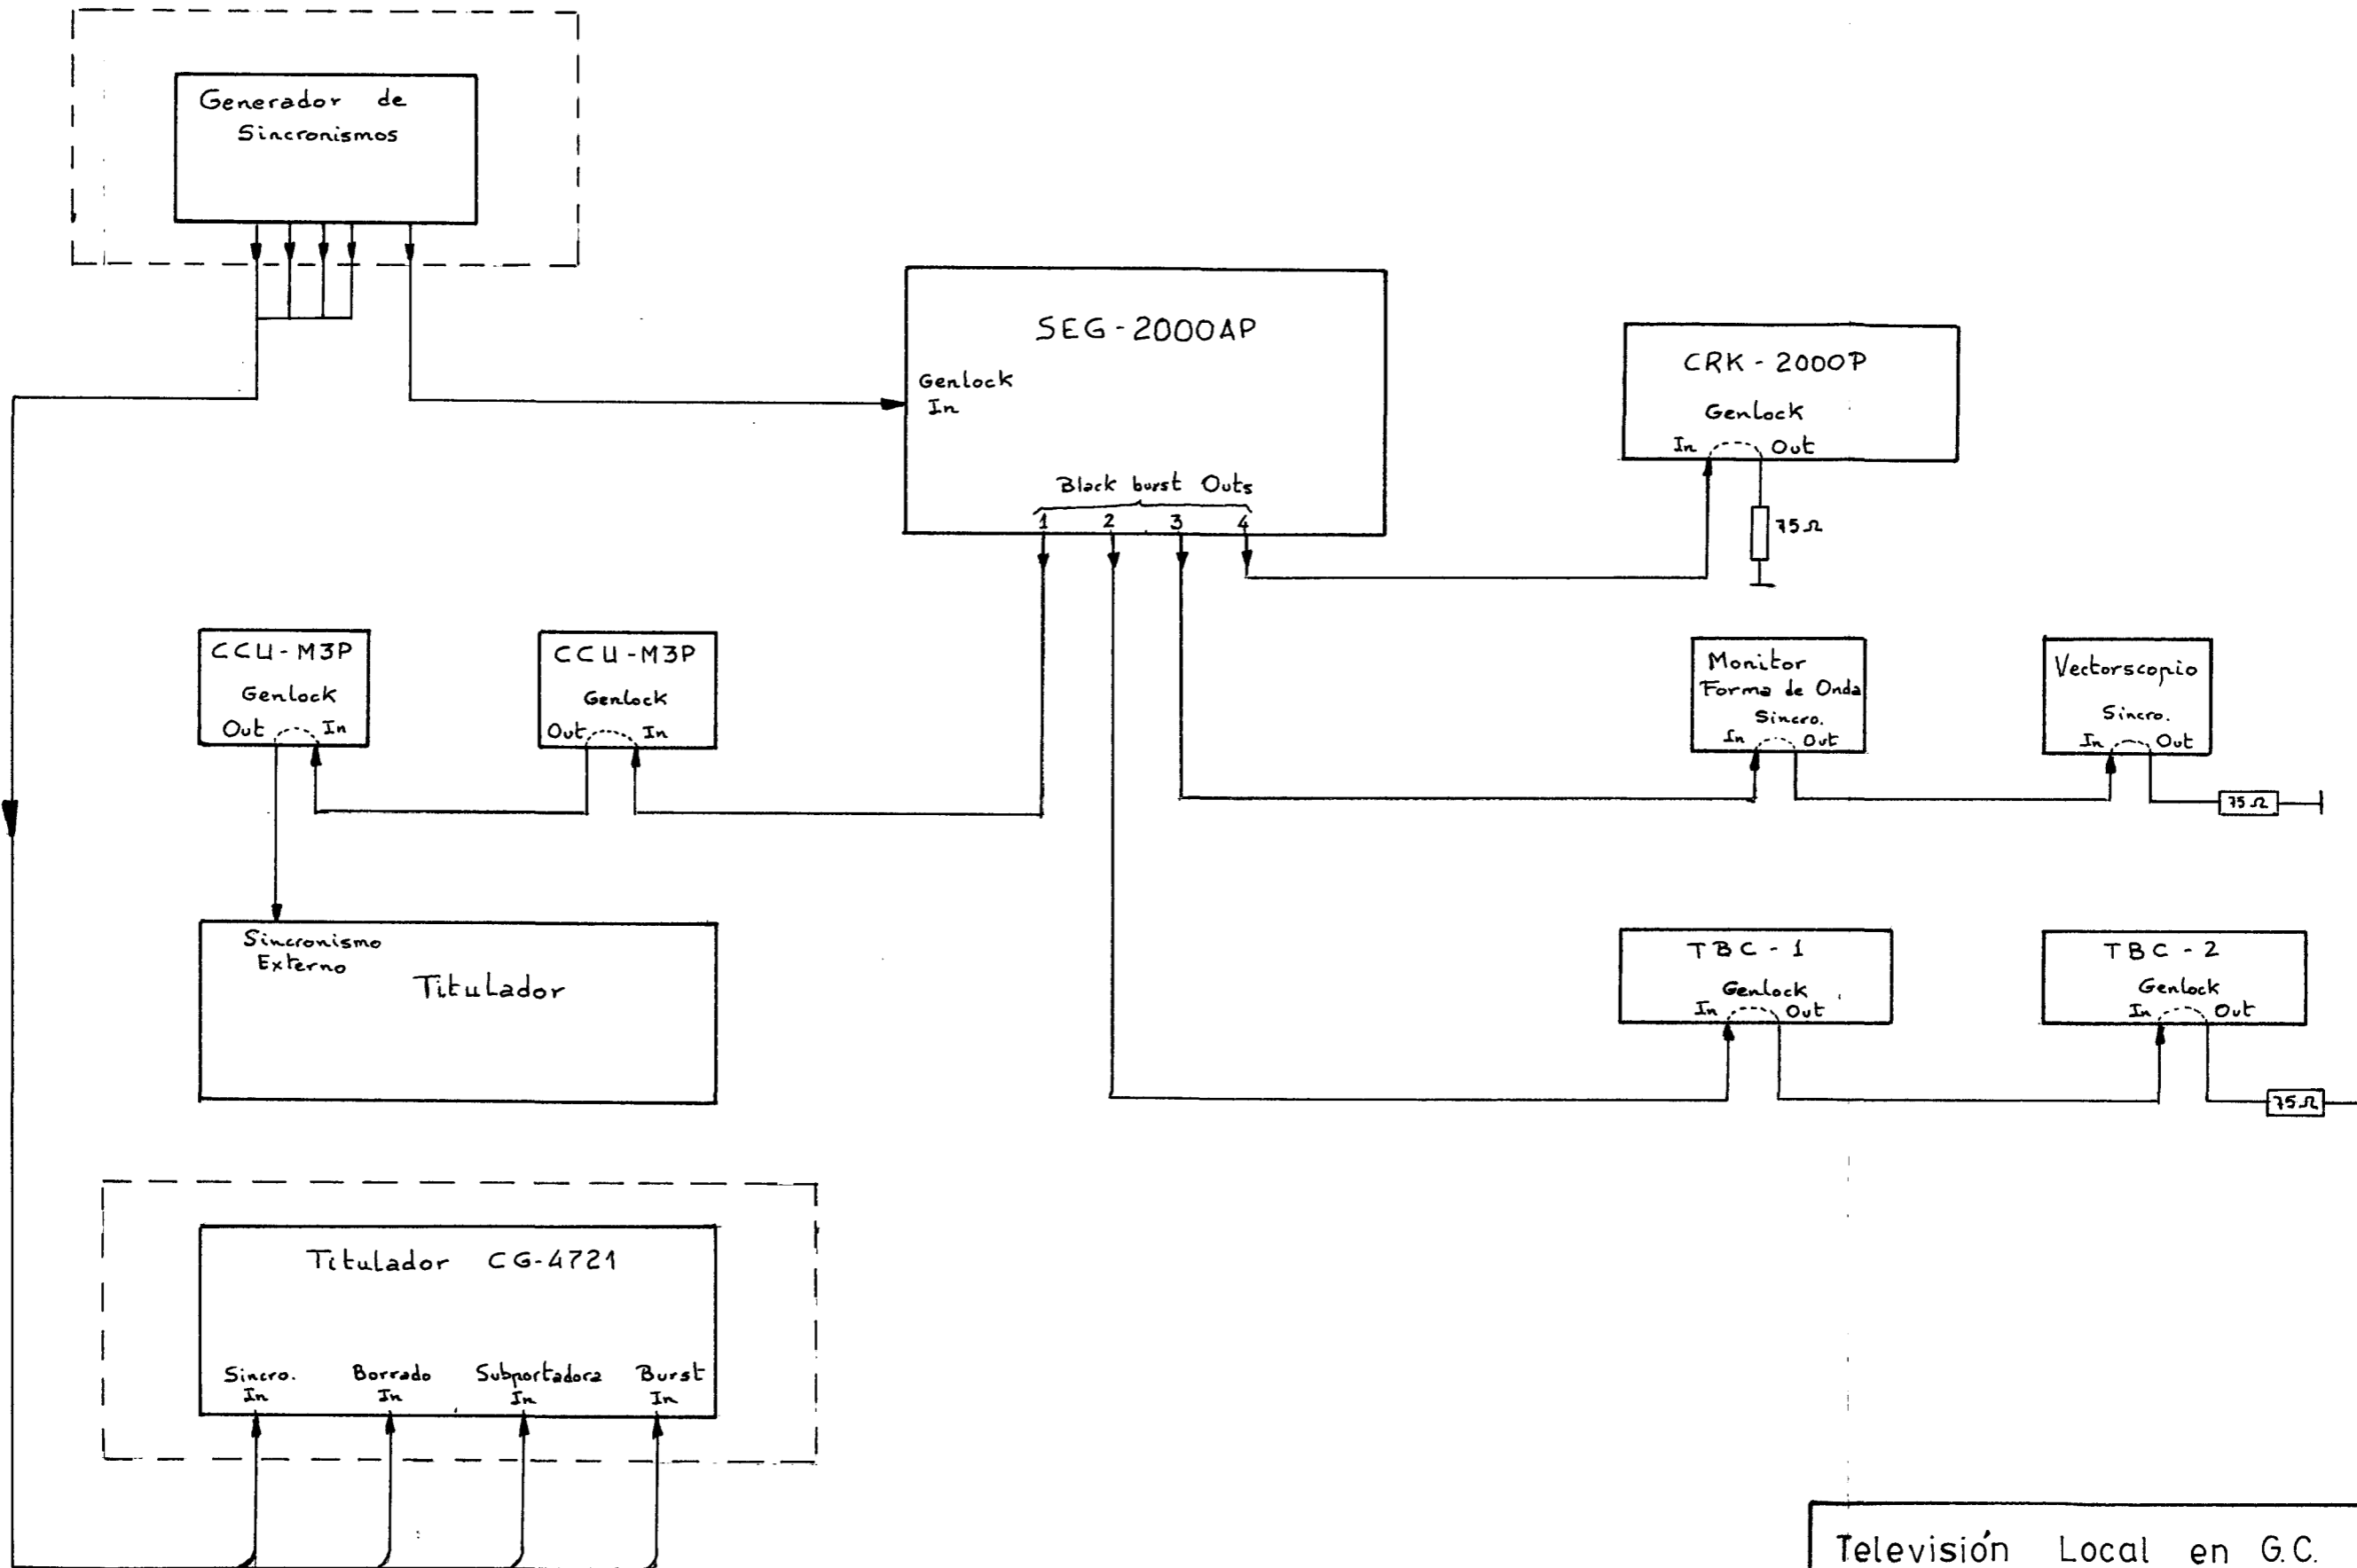 Generador de
Sincronismos
SEG-2000AP
Genlock
In
Black burst Outs
1 2 3 4
CRK-2000P
Genlock
In Out
75Ω
CCU-M3P
Genlock
Out In
CCU-M3P
Genlock
Out In
Monitor
Forma de Onda
Sincro.
In Out
Vectorscopio
Sincro.
In Out
75Ω
Sincronismo
Externo
Titulador
TBC-1
Genlock
In Out
TBC-2
Genlock
In Out
75Ω
Titulador CG-4721
Sincro. Borrado Subportadora Burst
In In In In
Televisión Local en G.C.